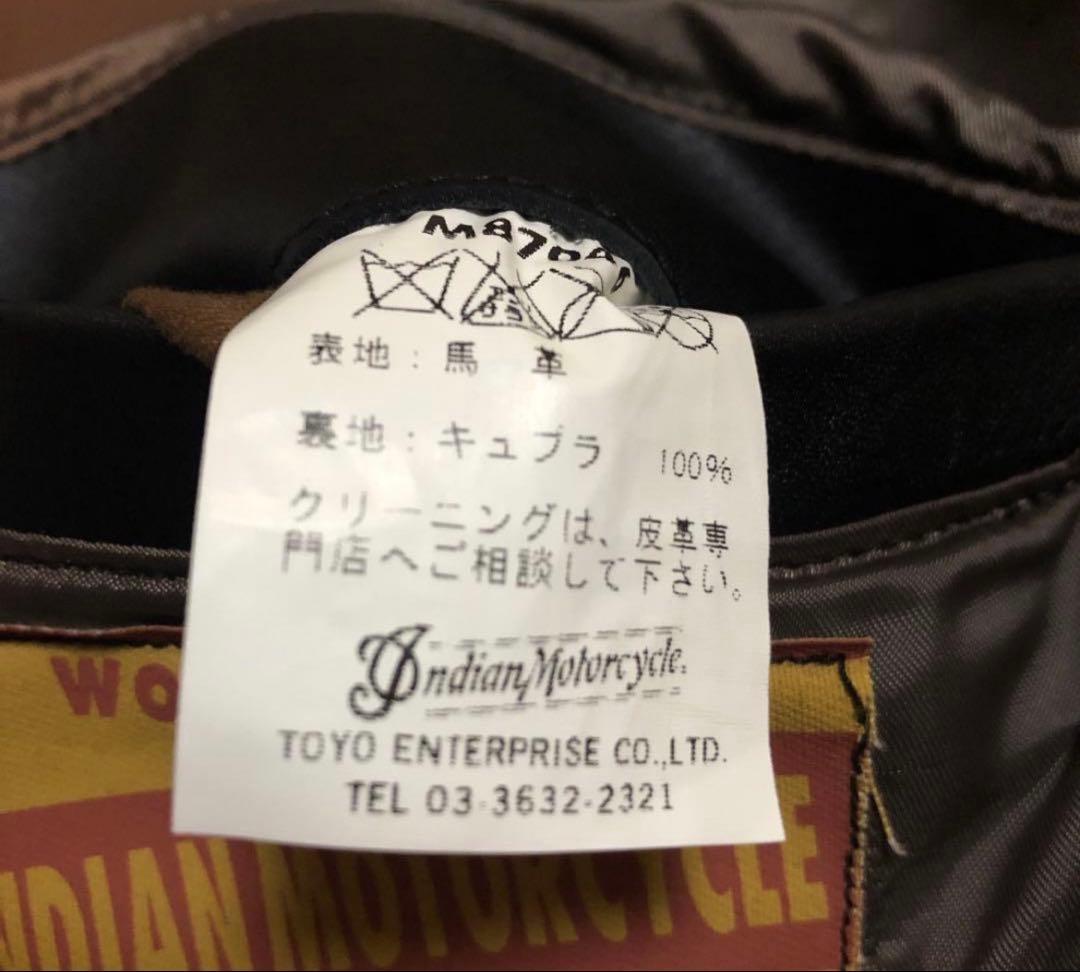 表地：馬 革
裏地：キュプラ 100%
クリーニングは、皮革専
門店へご相談して下さい。
Indian Motorcycle.
TOYO ENTERPRISE CO.,LTD.
TEL 03-3632-2321
WO
NDIAN MOTORCYCLE